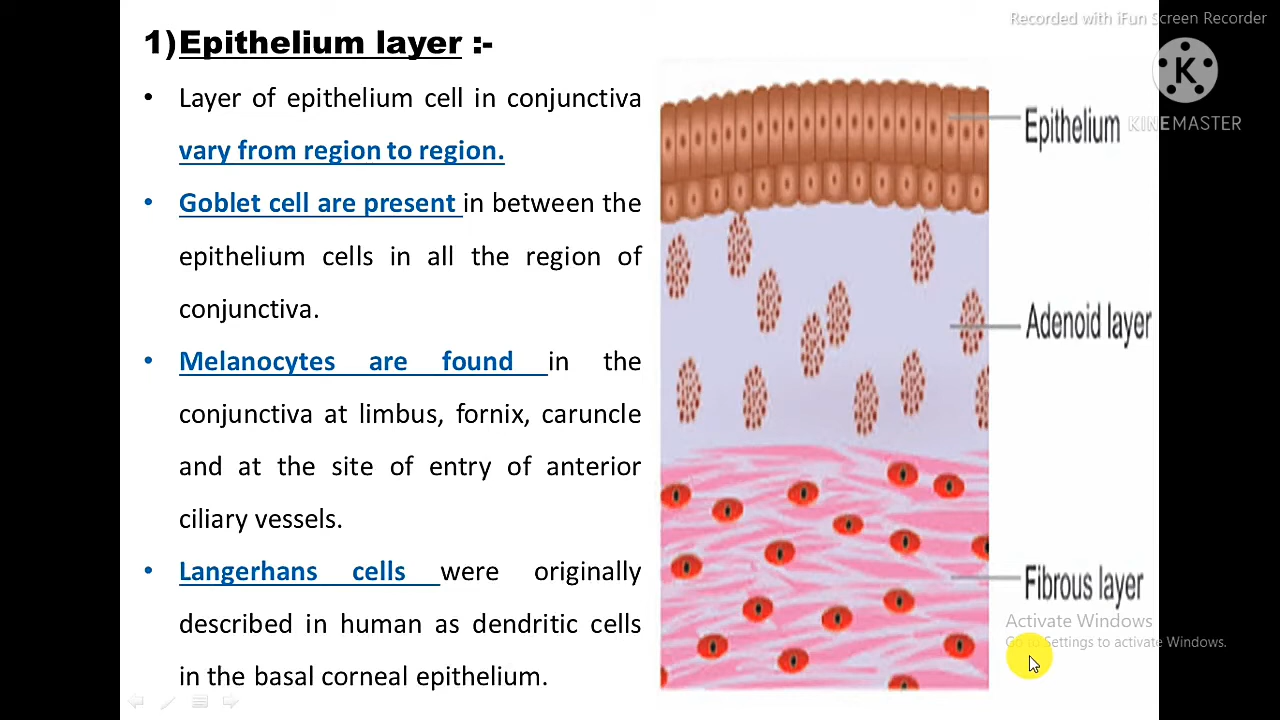 Recorded with iFun Screen Recorder
K
KINEMASTER
1)Epithelium layer :-
• Layer of epithelium cell in conjunctiva
vary from region to region.
• Goblet cell are present in between the
epithelium cells in all the region of
conjunctiva.
• Melanocytes are found in the
conjunctiva at limbus, fornix, caruncle
and at the site of entry of anterior
ciliary vessels.
• Langerhans cells were originally
described in human as dendritic cells
in the basal corneal epithelium.
Epithelium
Adenoid layer
Fibrous layer
Activate Windows
Go to Settings to activate Windows.